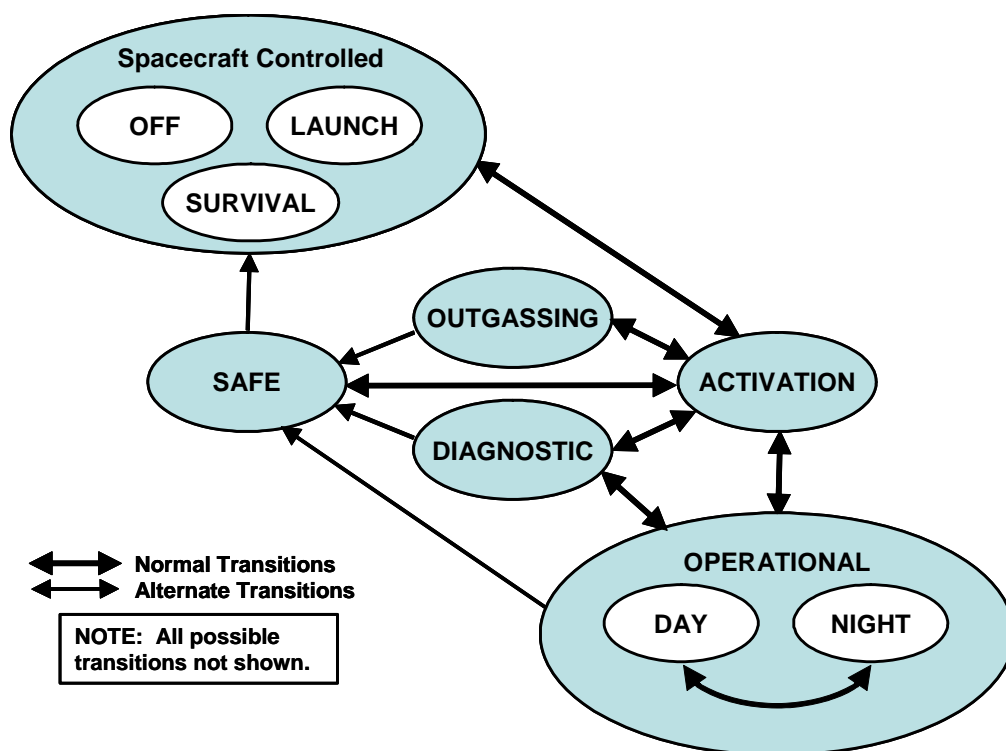 Spacecraft Controlled
OFF
LAUNCH
SURVIVAL
OUTGASSING
SAFE
ACTIVATION
DIAGNOSTIC
OPERATIONAL
DAY
NIGHT
Normal Transitions
Alternate Transitions
NOTE: All possible
transitions not shown.